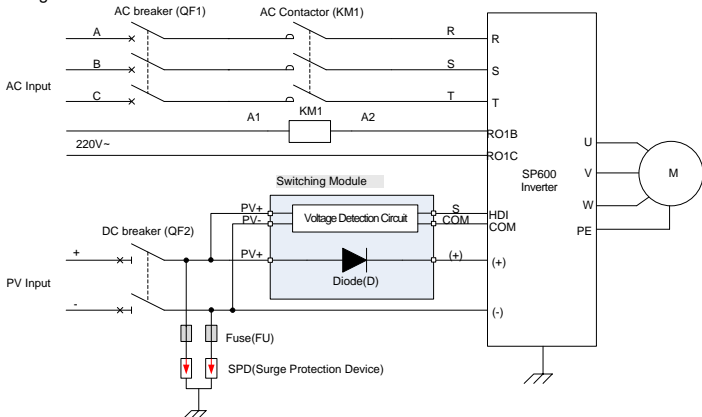 AC breaker (QF1)
AC Contactor (KM1)
A
R
R
B
S
S
AC Input
C
T
T
A1
KM1
A2
RO1B
220V~
RO1C
U
SP600
Inverter
V
M
W
PE
Switching Module
PV+
PV-
Voltage Detection Circuit
S
COM
HDI
COM
DC breaker (QF2)
+
PV+
(+)
(+)
Diode(D)
PV Input
-
(-)
Fuse(FU)
SPD(Surge Protection Device)